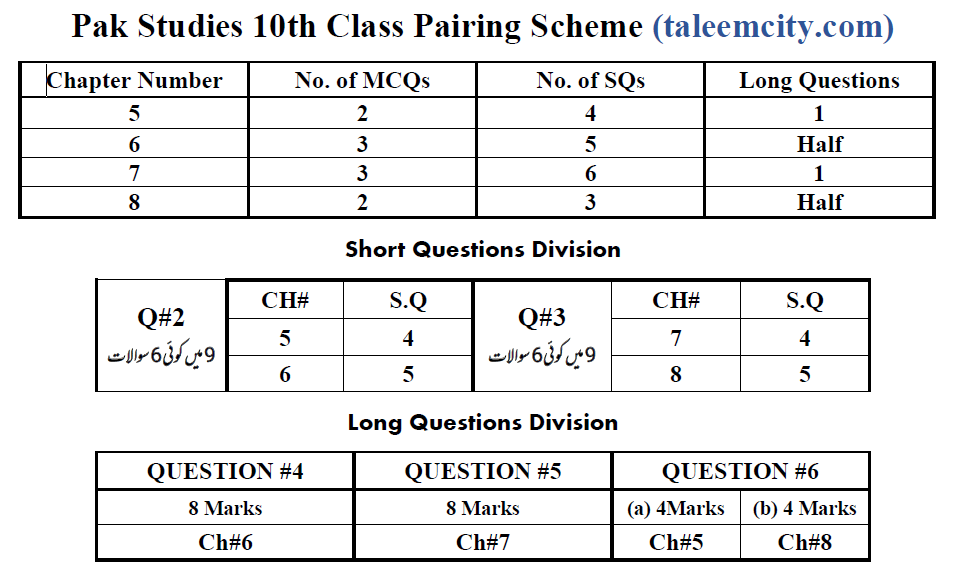 Pak Studies 10th Class Pairing Scheme (taleemcity.com)
Chapter Number No. of MCQs No. of SQs Long Questions
5 2 4 1
6 3 5 Half
7 3 6 1
8 2 3 Half
Short Questions Division
Q#2 CH# S.Q Q#3 CH# S.Q
9 میں کوئی 6 سوالات 5 4 9 میں کوئی 6 سوالات 7 4
6 5 8 5
Long Questions Division
QUESTION #4 QUESTION #5 QUESTION #6
8 Marks 8 Marks (a) 4Marks (b) 4 Marks
Ch#6 Ch#7 Ch#5 Ch#8